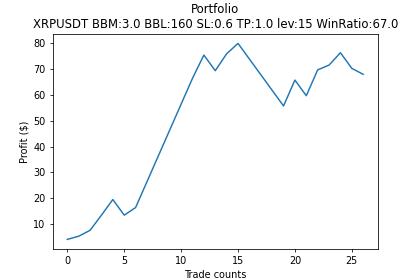 Portfolio
XRPUSDT BBM:3.0 BBL:160 SL:0.6 TP:1.0 lev:15 WinRatio:67.0
80
70
60
50
40
30
20
10
Profit ($)
0 5 10 15 20 25
Trade counts